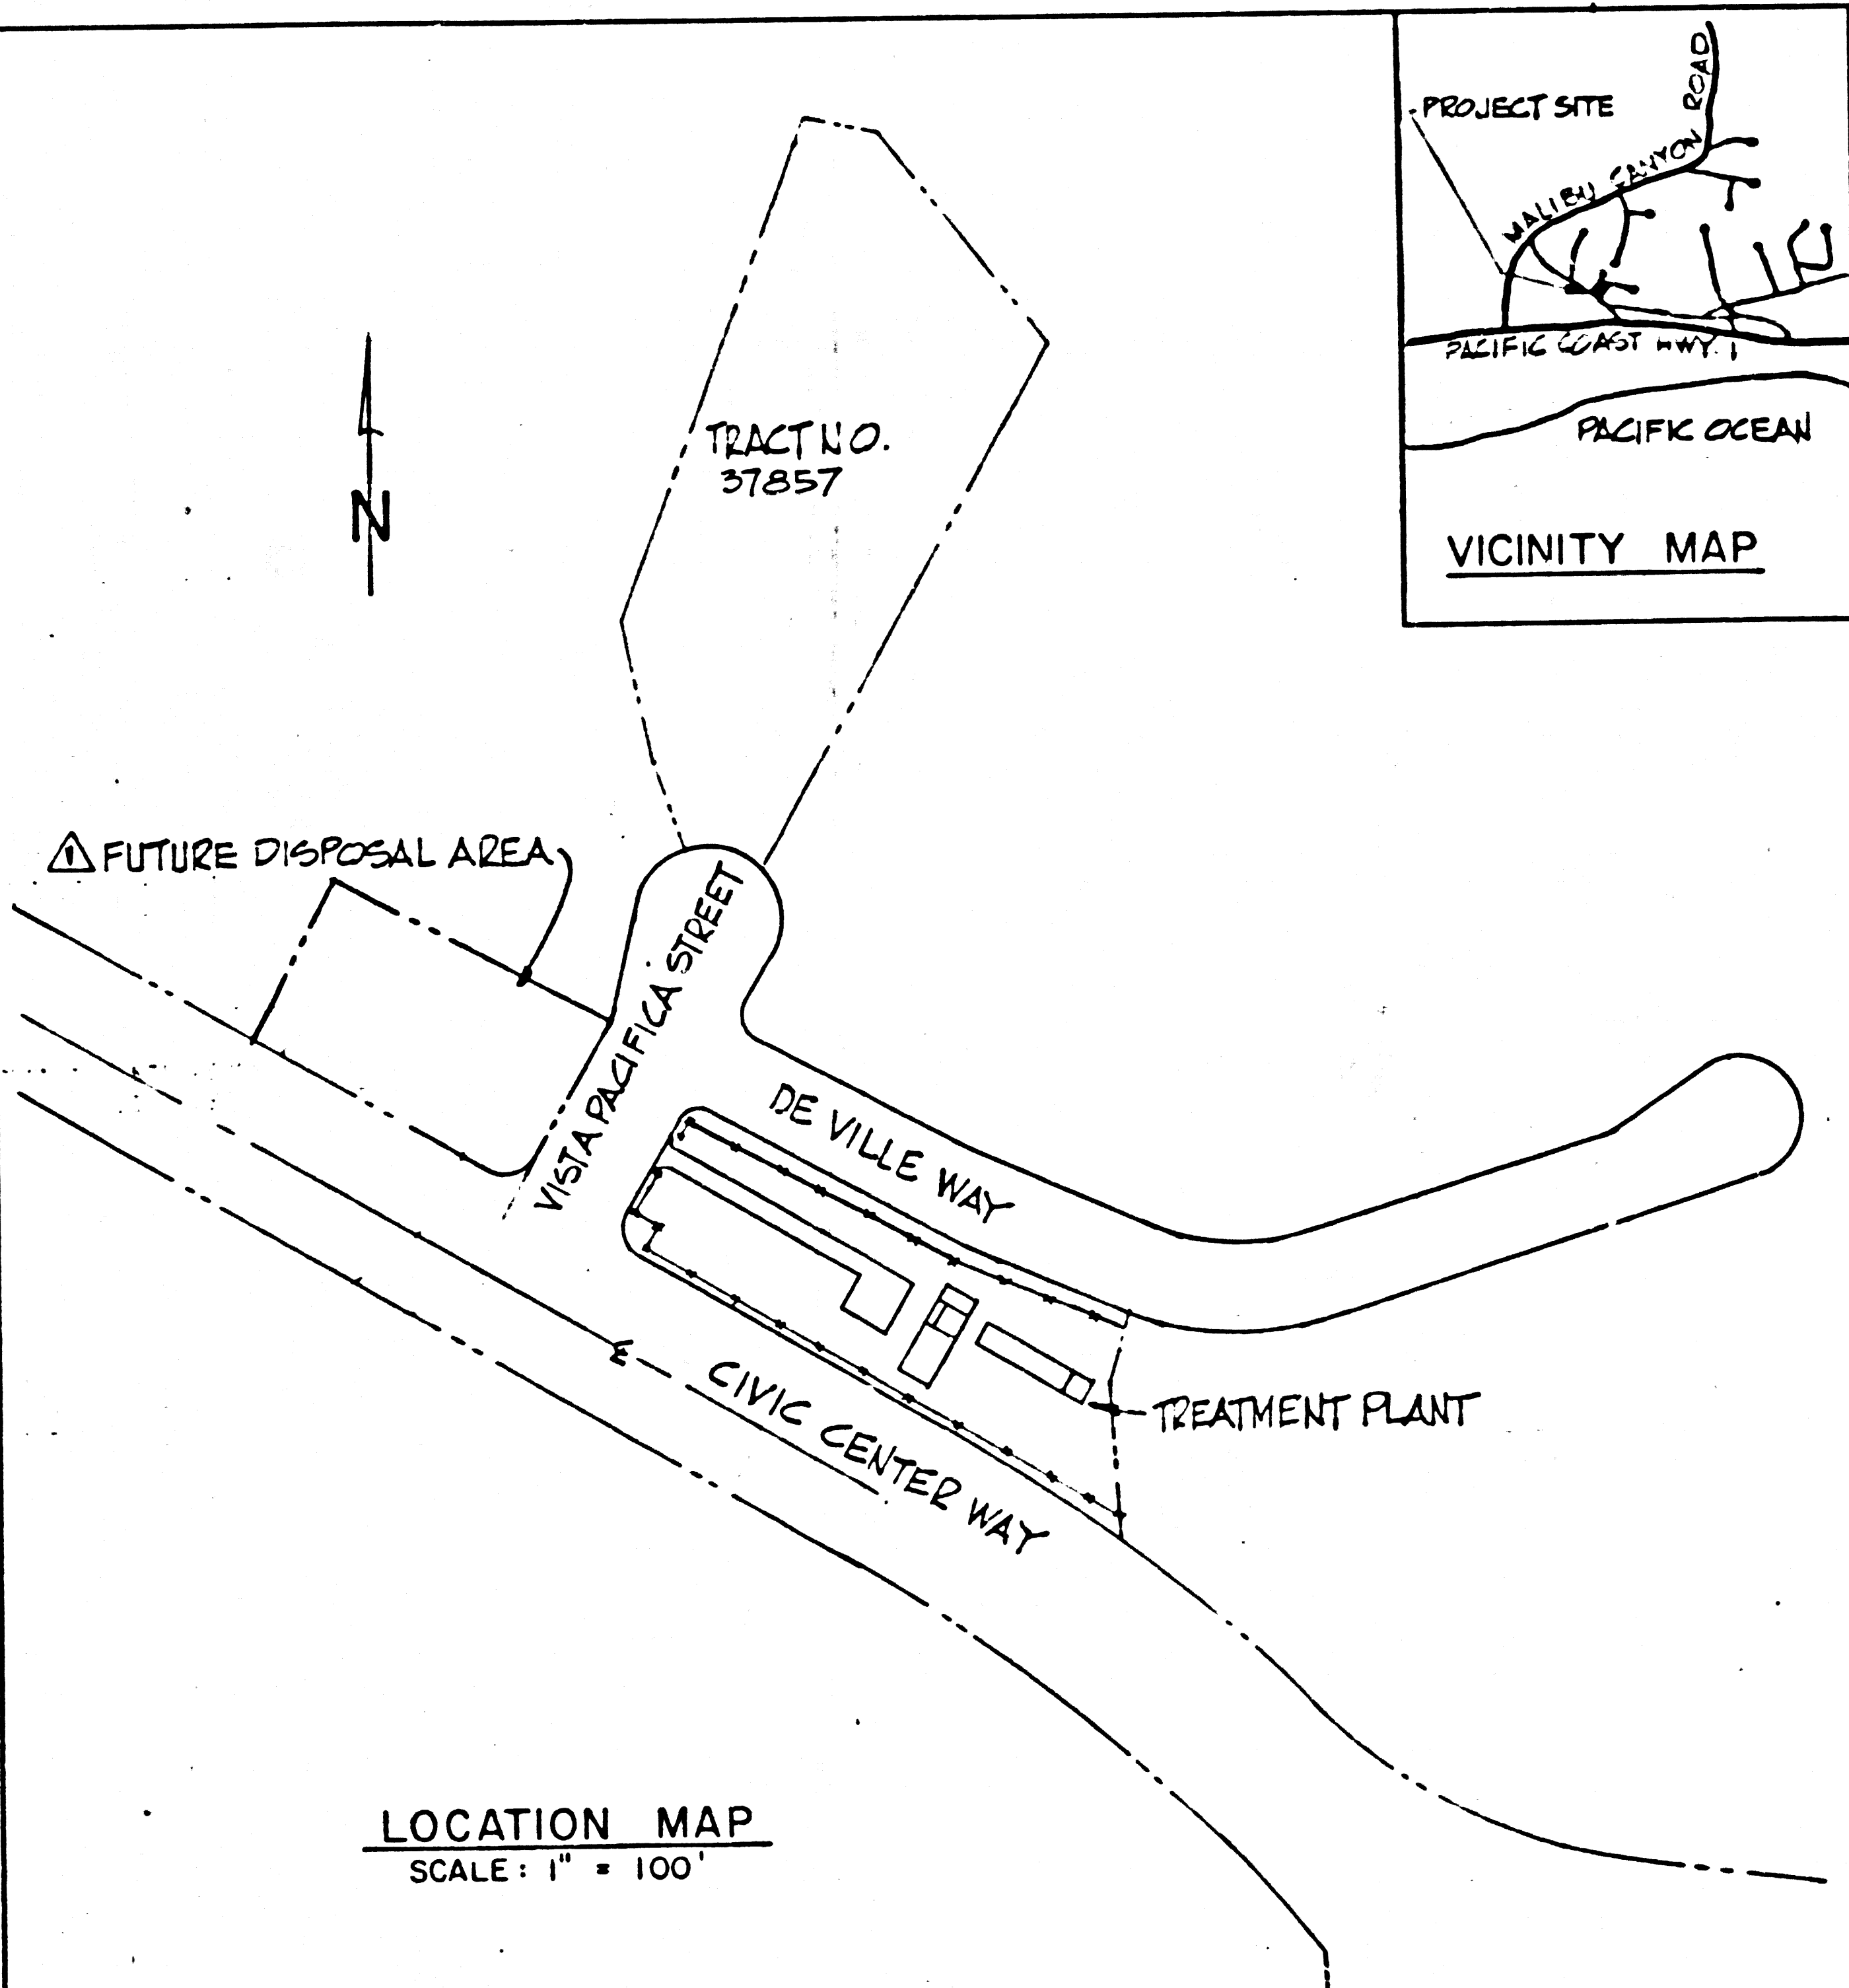 PROJECT SITE
MALIBU CANYON ROAD
PACIFIC COAST HWY. 1
PACIFIC OCEAN
VICINITY MAP
N
TRACT NO.
37857
1 FUTURE DISPOSAL AREA
VISTA PACIFICA STREET
DE VILLE WAY
TREATMENT PLANT
CIVIC CENTER WAY
LOCATION MAP
SCALE: 1" = 100'